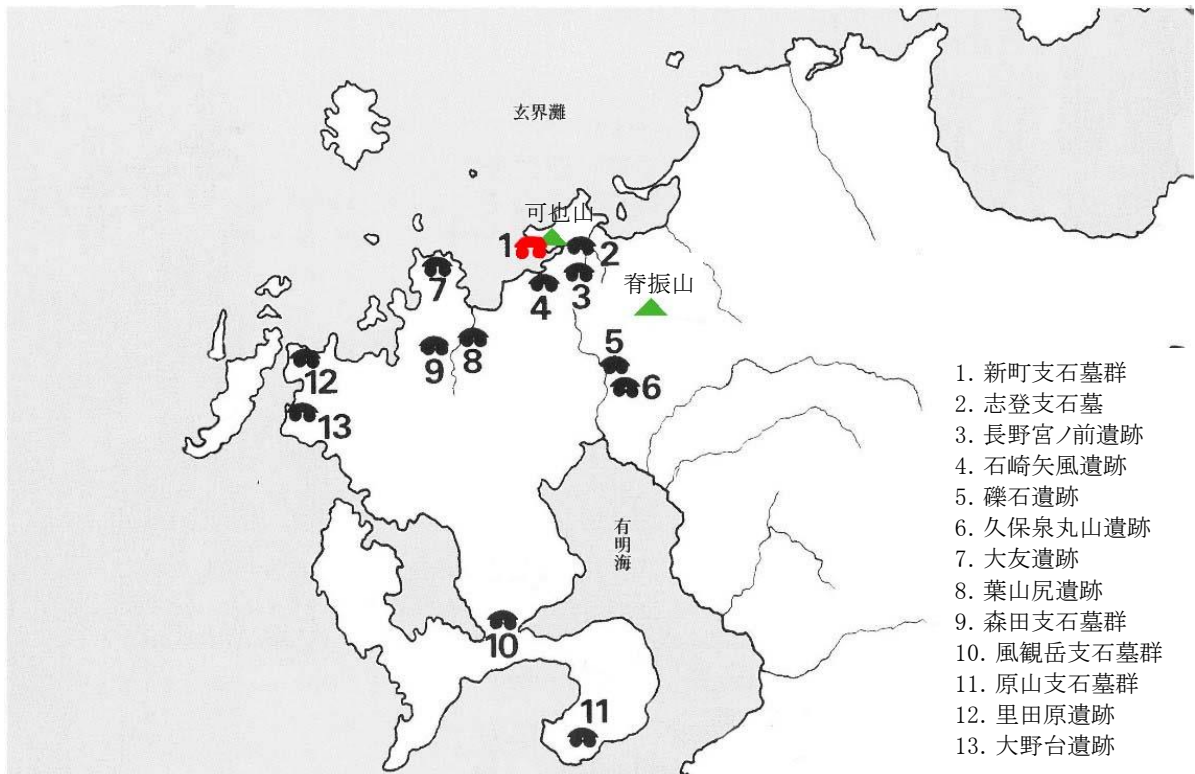 玄界灘
可也山
1
2
3
4
脊振山
5
6
7
8
9
12
13
有明海
10
11
1. 新町支石墓群
2. 志登支石墓
3. 長野宮ノ前遺跡
4. 石崎矢風遺跡
5. 礫石遺跡
6. 久保泉丸山遺跡
7. 大友遺跡
8. 葉山尻遺跡
9. 森田支石墓群
10. 風観岳支石墓群
11. 原山支石墓群
12. 里田原遺跡
13. 大野台遺跡